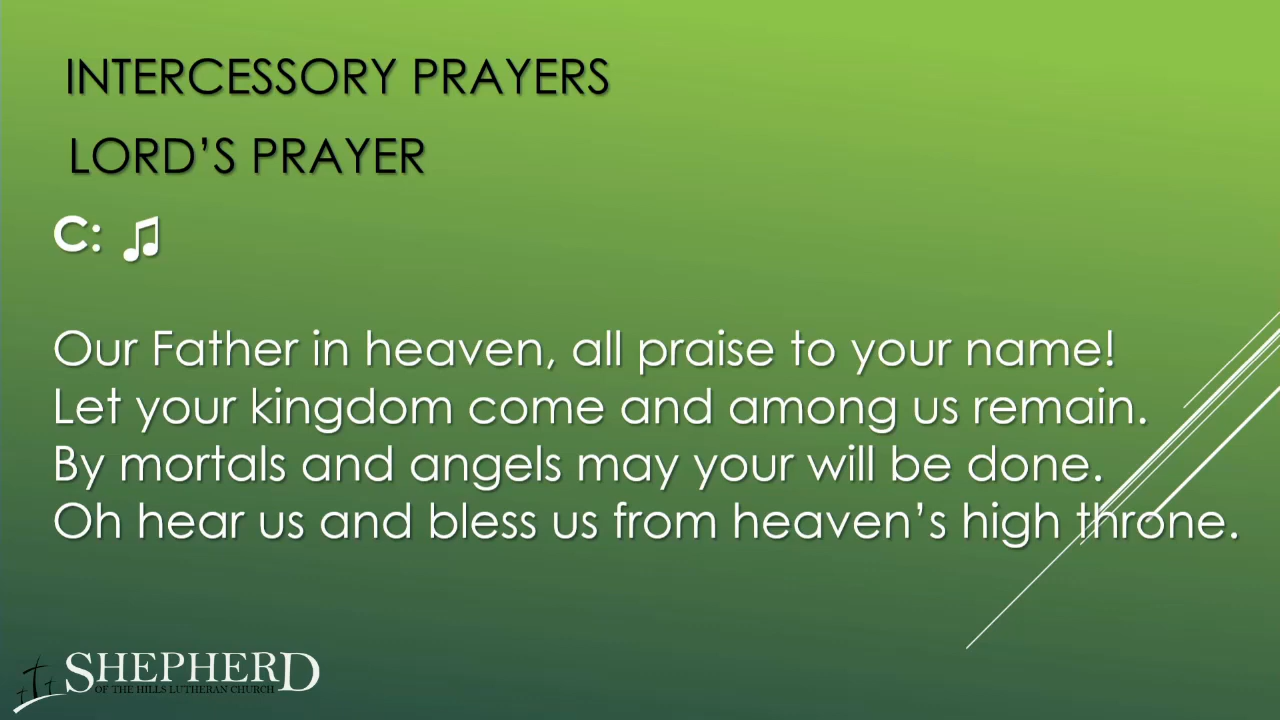 INTERCESSORY PRAYERS
LORD’S PRAYER
C: ♫
Our Father in heaven, all praise to your name!
Let your kingdom come and among us remain.
By mortals and angels may your will be done.
Oh hear us and bless us from heaven’s high throne.
SHEPHERD
OF THE HILLS LUTHERAN CHURCH